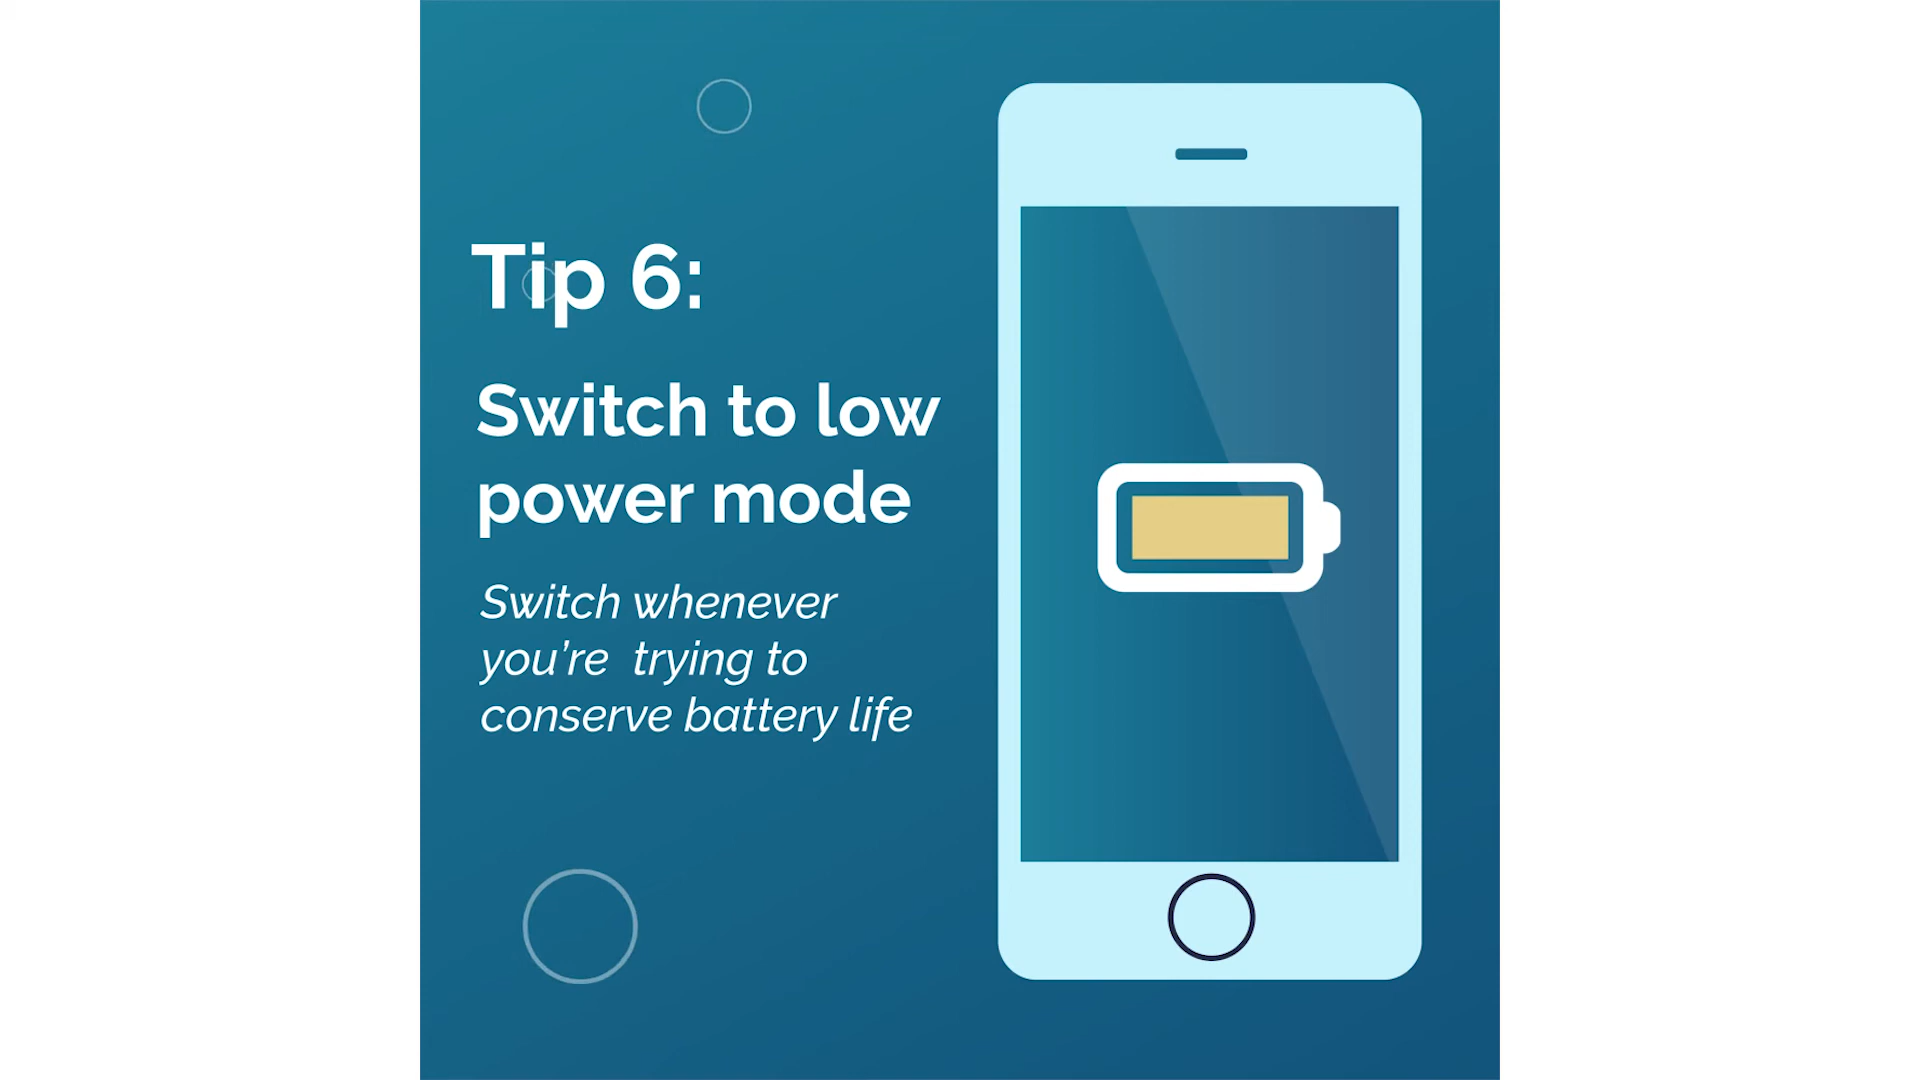 Tip 6:
Switch to low
power mode
Switch whenever
you’re  trying to
conserve battery life